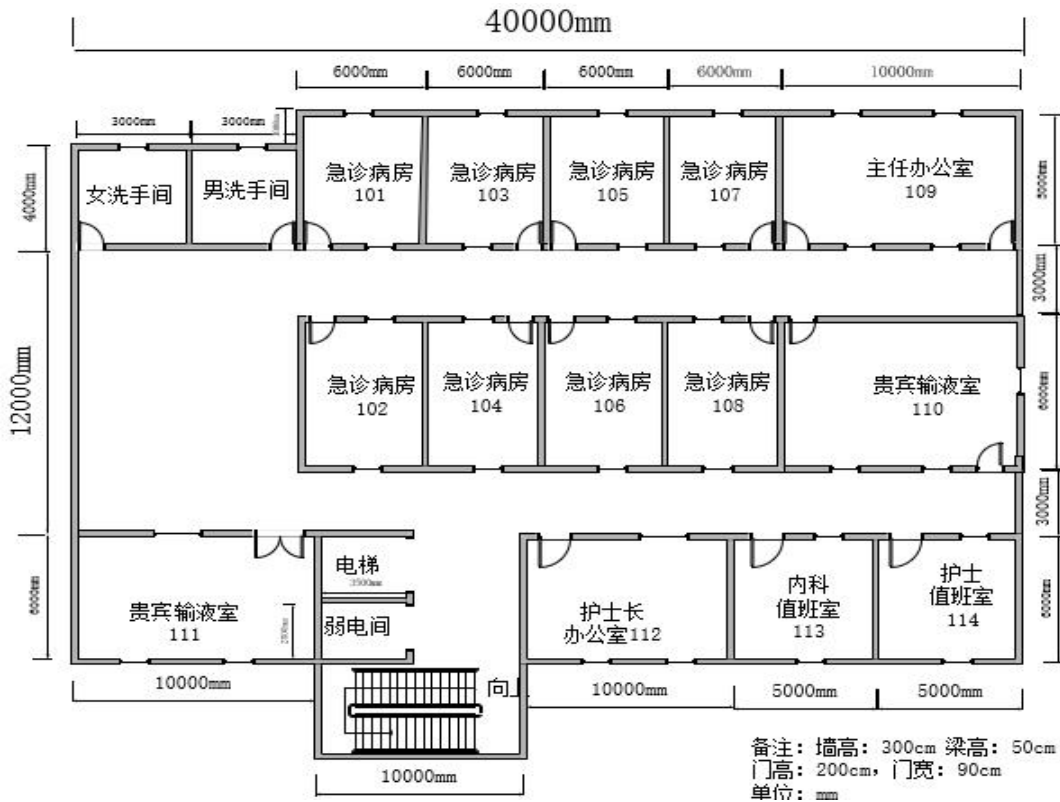 40000mm
6000mm
6000mm
6000mm
6000mm
10000mm
3000mm
3000mm
女洗手间
男洗手间
急诊病房
101
急诊病房
103
急诊病房
105
急诊病房
107
主任办公室
109
4000mm
5000mm
3000mm
12000mm
急诊病房
102
急诊病房
104
急诊病房
106
急诊病房
108
贵宾输液室
110
6000mm
3000mm
电梯
3500mm
弱电间
贵宾输液室
111
6000mm
护士长
办公室112
内科
值班室
113
护士
值班室
114
6000mm
向上
10000mm
10000mm
5000mm
5000mm
10000mm
备注: 墙高: 300cm 梁高: 50cm
门高: 200cm, 门宽: 90cm
单位: mm